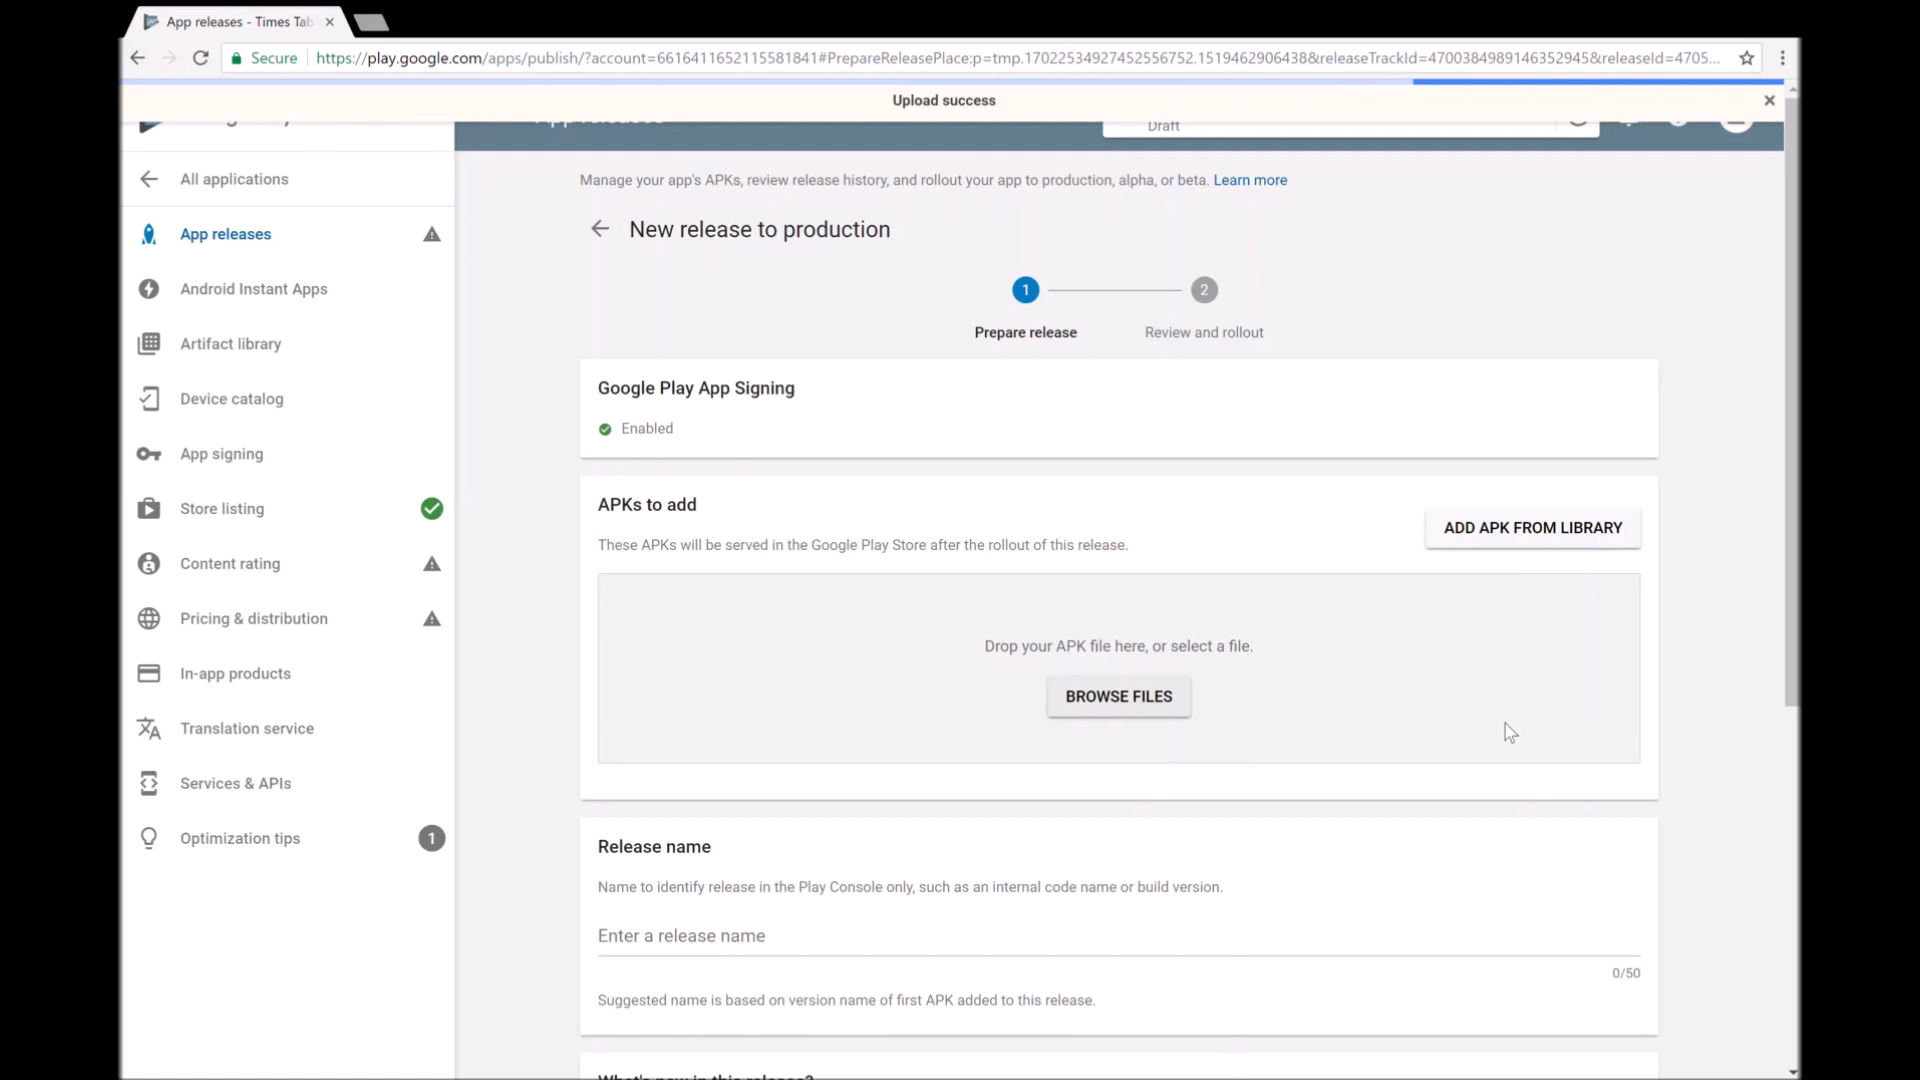 App releases - Times Tab
Secure
https://play.google.com/apps/publish/?account=6616411652115581841#PrepareReleasePlace:p=tmp.17022534927452556752.1519462906438&releaseTrackId=4700384989146352945&releaseId=4705...
Upload success
Draft
All applications
App releases
Android Instant Apps
Artifact library
Device catalog
App signing
Store listing
Content rating
Pricing & distribution
In-app products
Translation service
Services & APIs
Optimization tips
1
Manage your app's APKs, review release history, and rollout your app to production, alpha, or beta. Learn more
New release to production
1
2
Prepare release
Review and rollout
Google Play App Signing
Enabled
APKs to add
ADD APK FROM LIBRARY
These APKs will be served in the Google Play Store after the rollout of this release.
Drop your APK file here, or select a file.
BROWSE FILES
Release name
Name to identify release in the Play Console only, such as an internal code name or build version.
Enter a release name
0/50
Suggested name is based on version name of first APK added to this release.
What's new in this release?